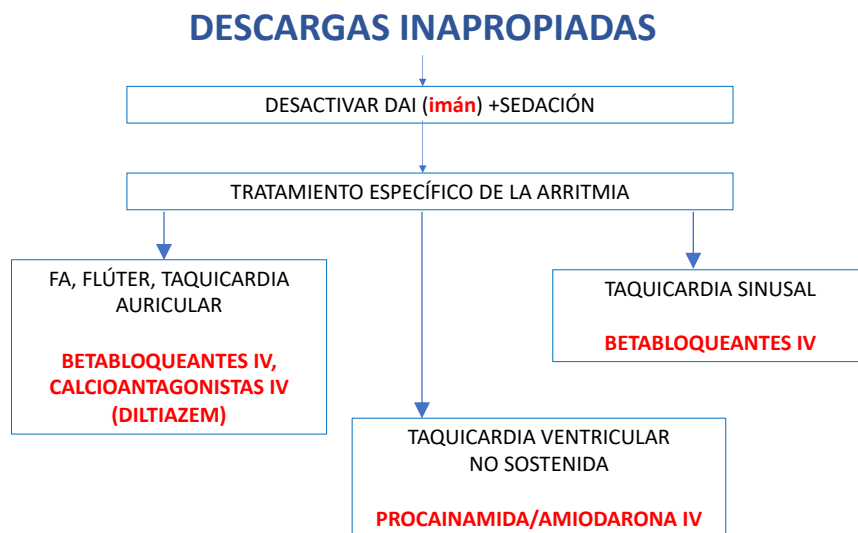 DESCARGAS INAPROPIADAS
DESACTIVAR DAI (imán) +SEDACIÓN
TRATAMIENTO ESPECÍFICO DE LA ARRITMIA
FA, FLÚTER, TAQUICARDIA
AURICULAR
BETABLOQUEANTES IV,
CALCIOANTAGONISTAS IV
(DILTIAZEM)
TAQUICARDIA SINUSAL
BETABLOQUEANTES IV
TAQUICARDIA VENTRICULAR
NO SOSTENIDA
PROCAINAMIDA/AMIODARONA IV